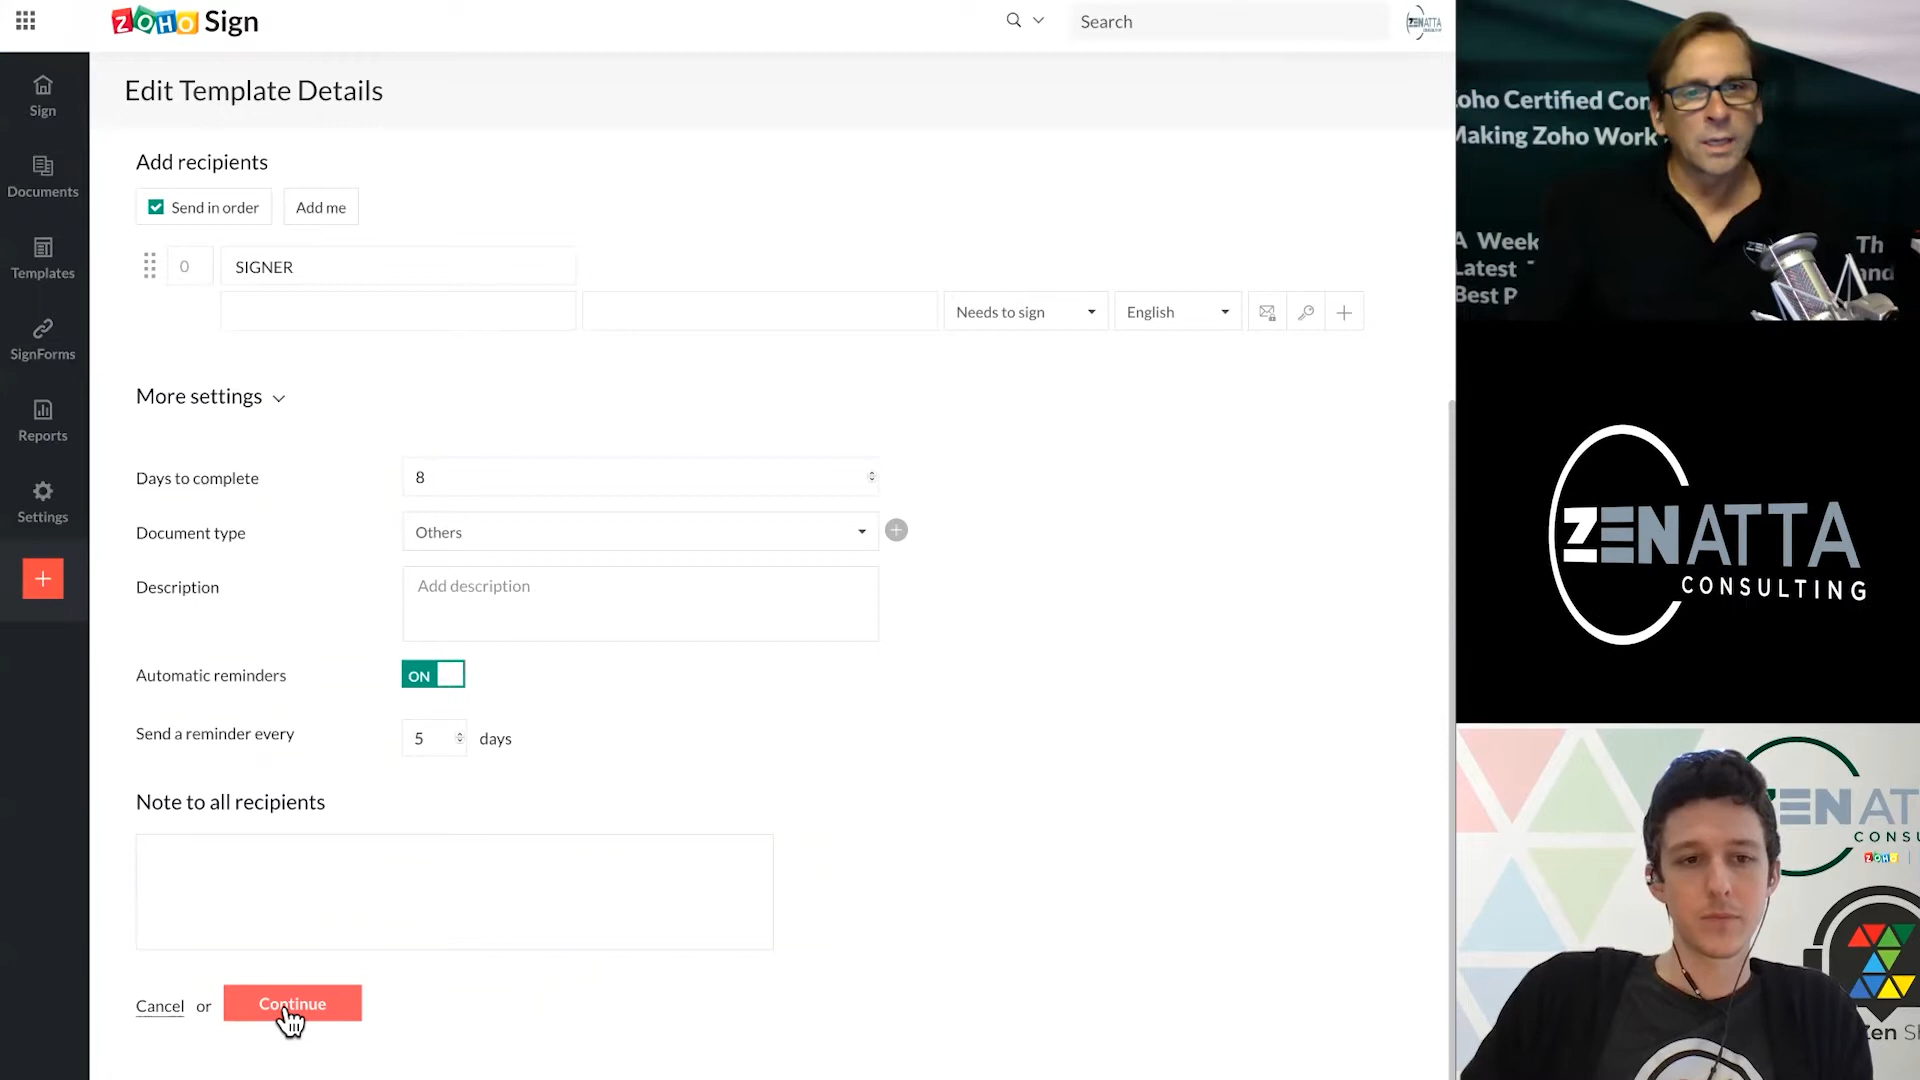 ZOHO Sign
Search
ZENATTA
Edit Template Details
Sign
Documents
Templates
SignForms
Reports
Settings
Add recipients
Send in order
Add me
0
SIGNER
Needs to sign
English
More settings
Days to complete
8
Document type
Others
Description
Add description
Automatic reminders
ON
Send a reminder every
5
days
Note to all recipients
Cancel or
Continue
oho Certified Con
Making Zoho Work
A Week
Latest
Best P
Th
and
ZENATTA
CONSULTING
ZENAT
CONSU
ZOHO
Zen Sh